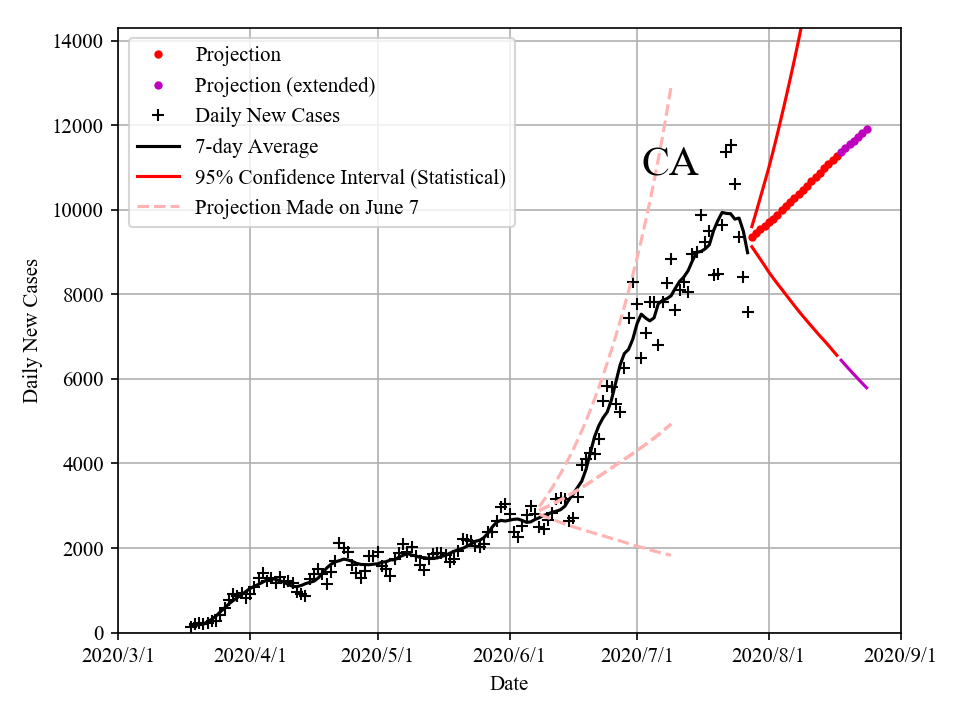 14000
12000
10000
8000
6000
4000
2000
0
Daily New Cases
Projection
Projection (extended)
Daily New Cases
7-day Average
95% Confidence Interval (Statistical)
Projection Made on June 7
CA
2020/3/1
2020/4/1
2020/5/1
2020/6/1
2020/7/1
2020/8/1
2020/9/1
Date